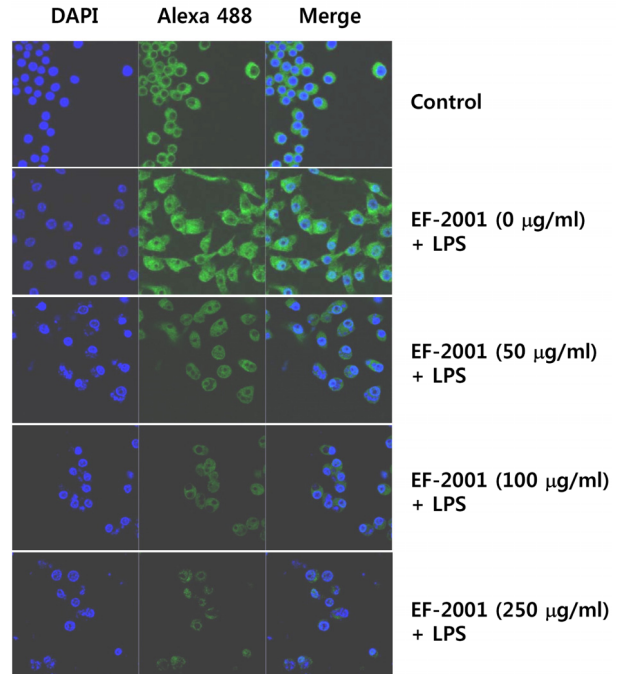 DAPI Alexa 488 Merge
Control
EF-2001 (0 μg/ml)
+ LPS
EF-2001 (50 μg/ml)
+ LPS
EF-2001 (100 μg/ml)
+ LPS
EF-2001 (250 μg/ml)
+ LPS